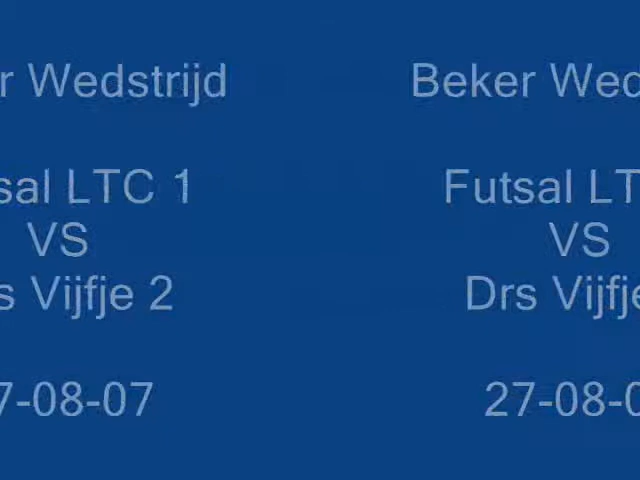 r Wedstrijd Beker Wed
sal LTC 1 Futsal LT
VS VS
s Vijfje 2 Drs Vijfje
7-08-07 27-08-0